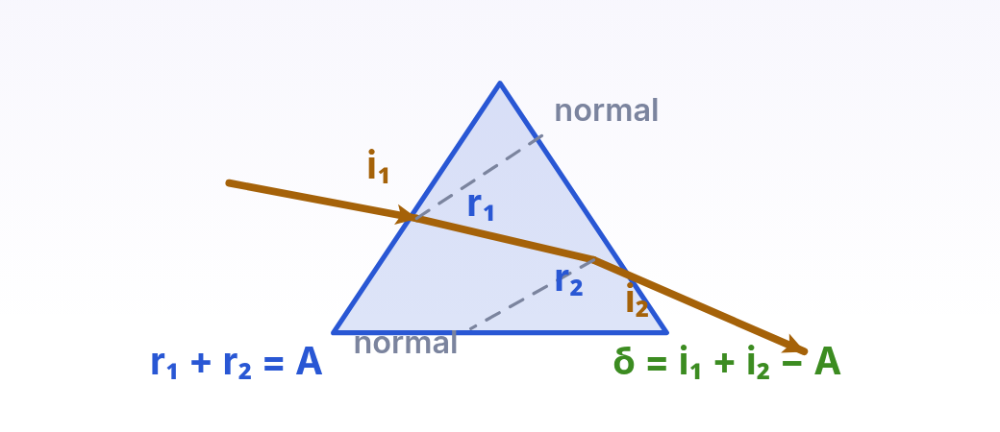 normal
i₁
r₁
r₂
i₂
normal
r₁ + r₂ = A
δ = i₁ + i₂ − A